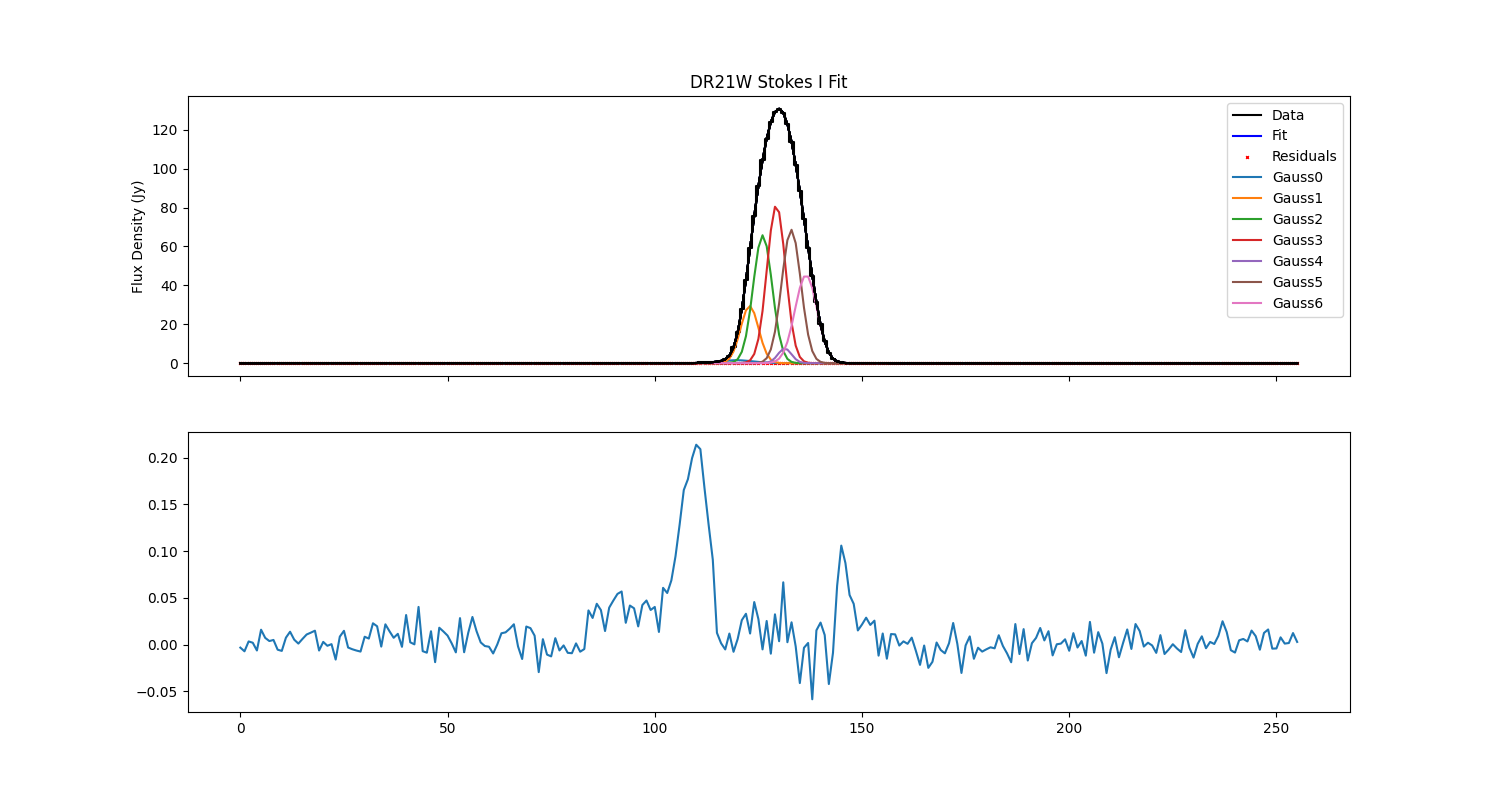 DR21W Stokes I Fit
Flux Density (Jy)
120
100
80
60
40
20
0
Data
Fit
Residuals
Gauss0
Gauss1
Gauss2
Gauss3
Gauss4
Gauss5
Gauss6
0.20
0.15
0.10
0.05
0.00
−0.05
0
50
100
150
200
250